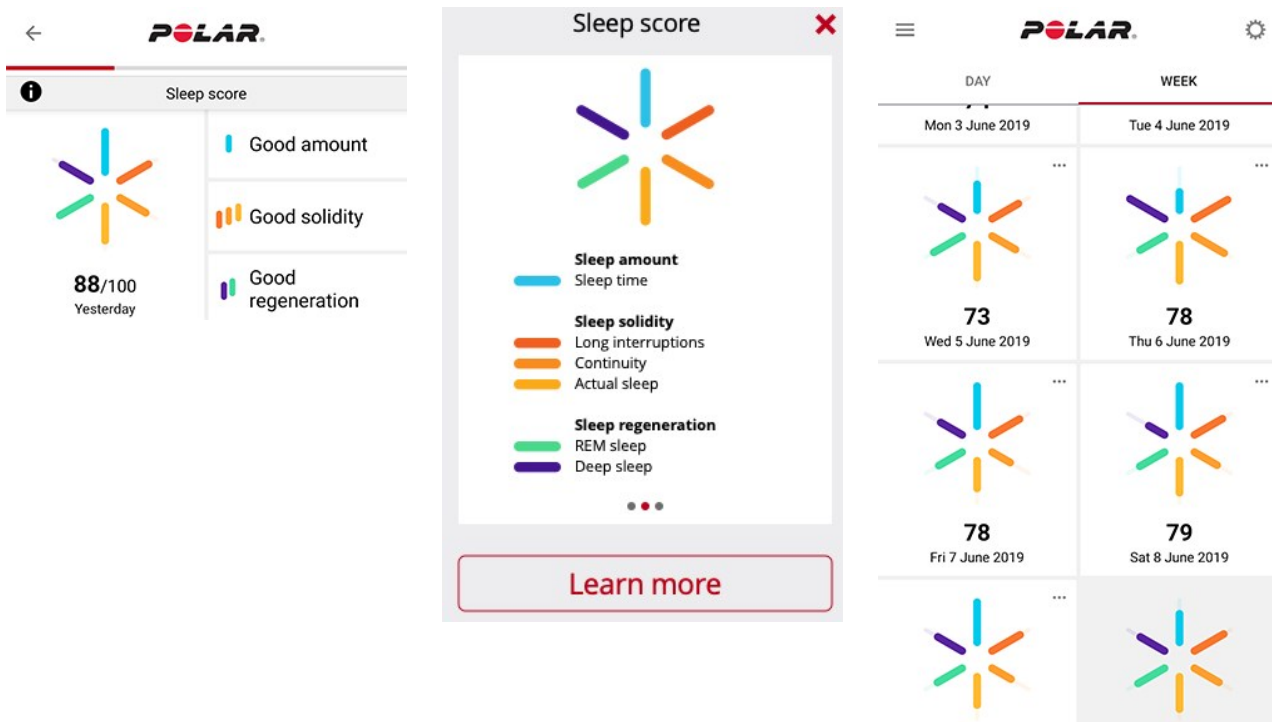 POLAR.
Sleep score
Good amount
Good solidity
Good
regeneration
88/100
Yesterday
Sleep score
Sleep amount
Sleep time
Sleep solidity
Long interruptions
Continuity
Actual sleep
Sleep regeneration
REM sleep
Deep sleep
Learn more
POLAR.
DAY
WEEK
Mon 3 June 2019
Tue 4 June 2019
73
Wed 5 June 2019
78
Thu 6 June 2019
78
Fri 7 June 2019
79
Sat 8 June 2019